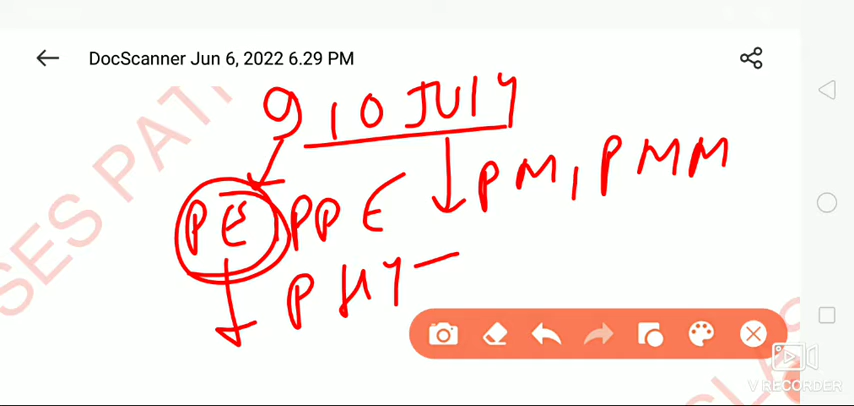 DocScanner Jun 6, 2022 6.29 PM
9 10 JULY
PM, PMM
PE PPE
PHY
V RECORDER